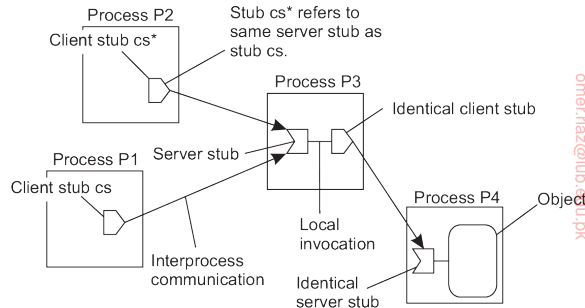 Process P2
Client stub cs*
Stub cs* refers to
same server stub as
stub cs.
Process P3
Identical client stub
Server stub
Process P1
Client stub cs
Interprocess
communication
Local
invocation
Process P4
Object
Identical
server stub
omer.riaz@iub.edu.pk